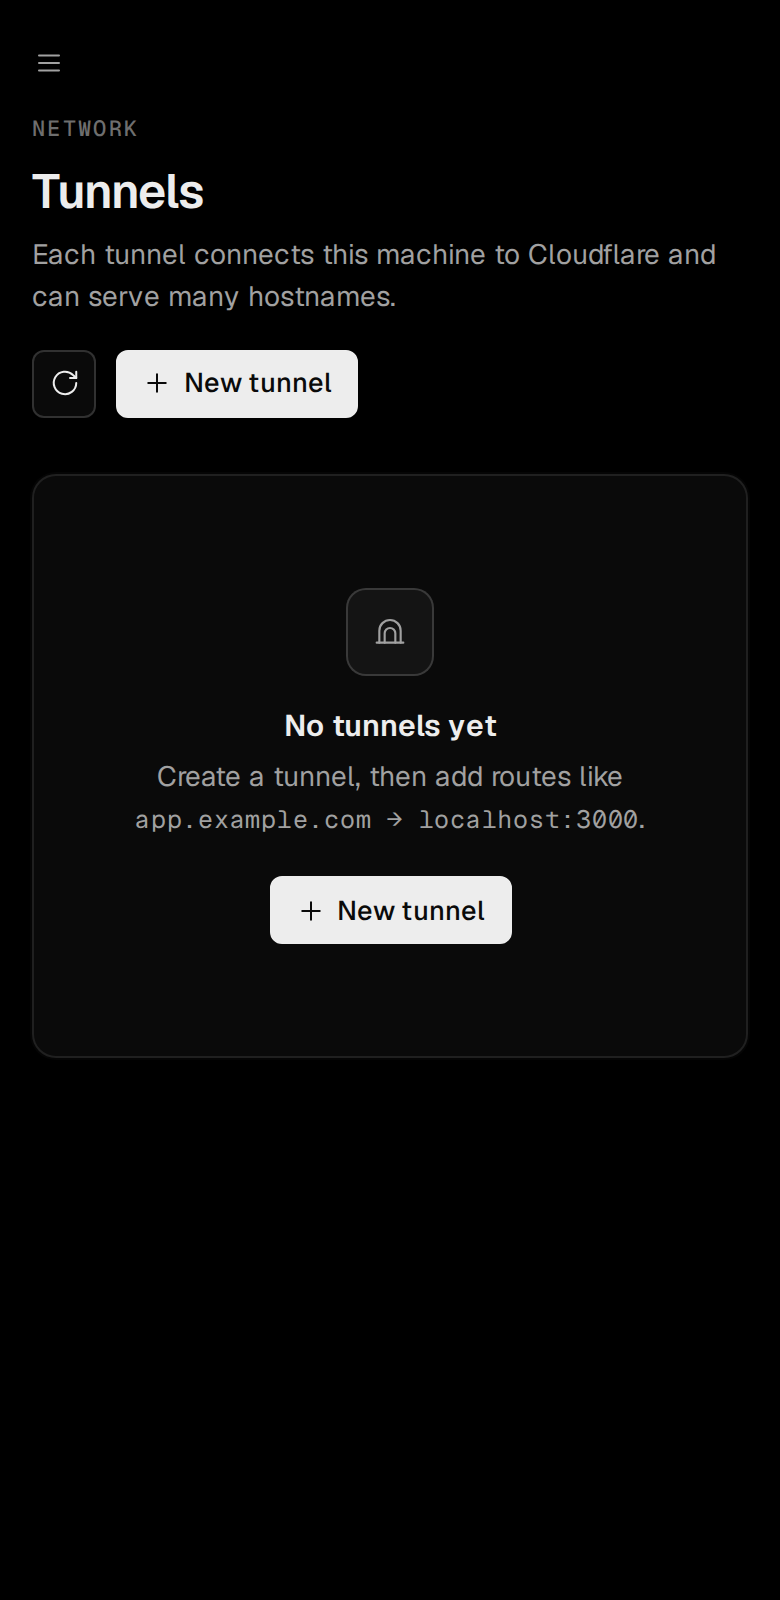 NETWORK
Tunnels
Each tunnel connects this machine to Cloudflare and
can serve many hostnames.
New tunnel
No tunnels yet
Create a tunnel, then add routes like
app.example.com → localhost:3000.
New tunnel